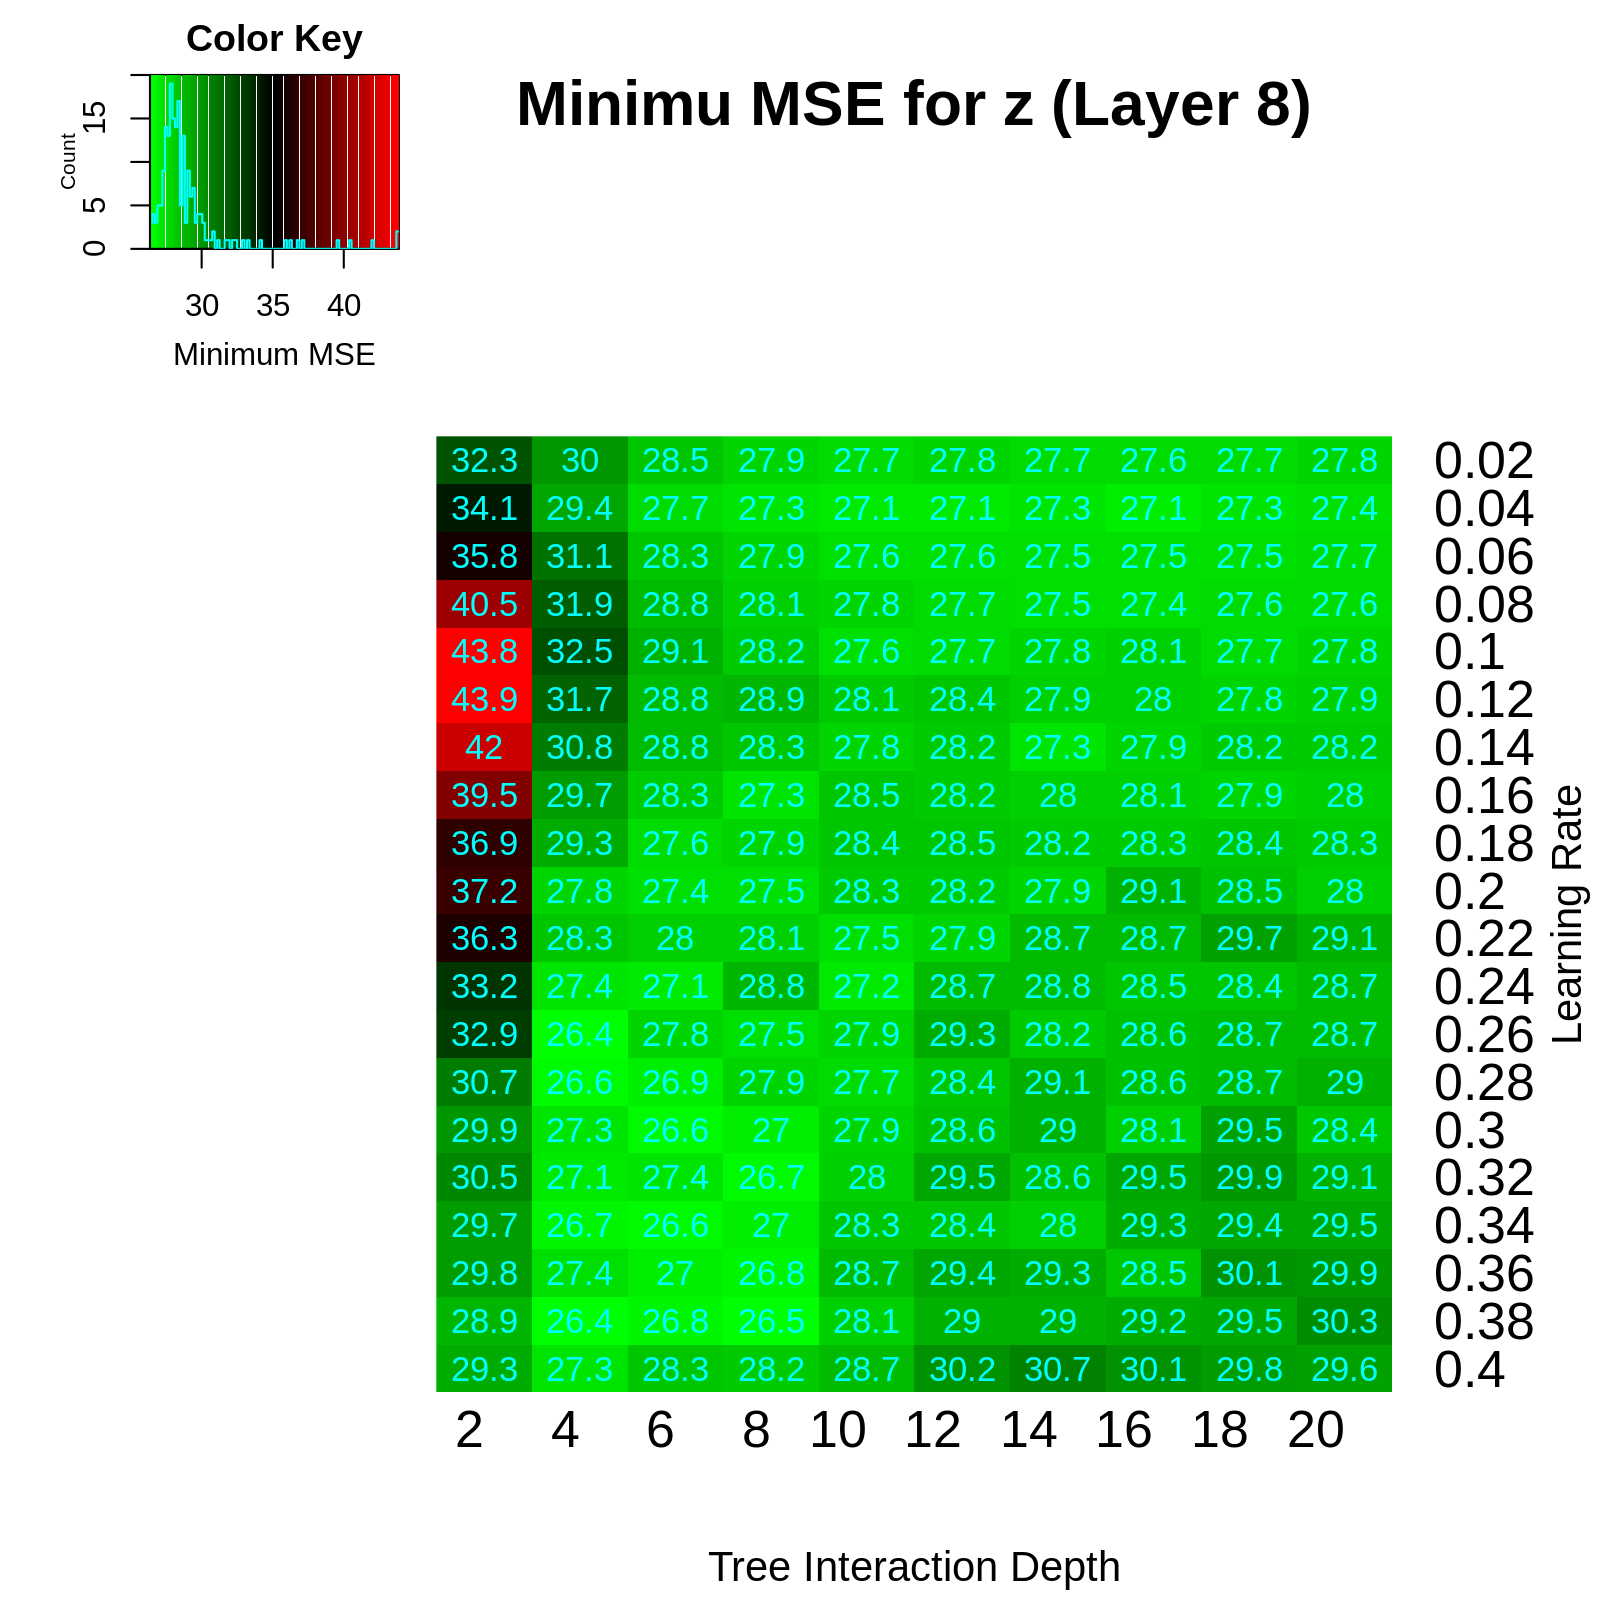 Color Key
Minimu MSE for z (Layer 8)
Count
0 5 15
30 35 40
Minimum MSE
32.3 30 28.5 27.9 27.7 27.8 27.7 27.6 27.7 27.8 0.02
34.1 29.4 27.7 27.3 27.1 27.1 27.3 27.1 27.3 27.4 0.04
35.8 31.1 28.3 27.9 27.6 27.6 27.5 27.5 27.5 27.7 0.06
40.5 31.9 28.8 28.1 27.8 27.7 27.5 27.4 27.6 27.6 0.08
43.8 32.5 29.1 28.2 27.6 27.7 27.8 28.1 27.7 27.8 0.1
43.9 31.7 28.8 28.9 28.1 28.4 27.9 28 27.8 27.9 0.12
42 30.8 28.8 28.3 27.8 28.2 27.3 27.9 28.2 28.2 0.14
39.5 29.7 28.3 27.3 28.5 28.2 28 28.1 27.9 28 0.16
36.9 29.3 27.6 27.9 28.4 28.5 28.2 28.3 28.4 28.3 0.18
37.2 27.8 27.4 27.5 28.3 28.2 27.9 29.1 28.5 28 0.2
36.3 28.3 28 28.1 27.5 27.9 28.7 28.7 29.7 29.1 0.22
33.2 27.4 27.1 28.8 27.2 28.7 28.8 28.5 28.4 28.7 0.24
32.9 26.4 27.8 27.5 27.9 29.3 28.2 28.6 28.7 28.7 0.26
30.7 26.6 26.9 27.9 27.7 28.4 29.1 28.6 28.7 29 0.28
29.9 27.3 26.6 27 27.9 28.6 29 28.1 29.5 28.4 0.3
30.5 27.1 27.4 26.7 28 29.5 28.6 29.5 29.9 29.1 0.32
29.7 26.7 26.6 27 28.3 28.4 28 29.3 29.4 29.5 0.34
29.8 27.4 27 26.8 28.7 29.4 29.3 28.5 30.1 29.9 0.36
28.9 26.4 26.8 26.5 28.1 29 29 29.2 29.5 30.3 0.38
29.3 27.3 28.3 28.2 28.7 30.2 30.7 30.1 29.8 29.6 0.4
Learning Rate
2 4 6 8 10 12 14 16 18 20
Tree Interaction Depth